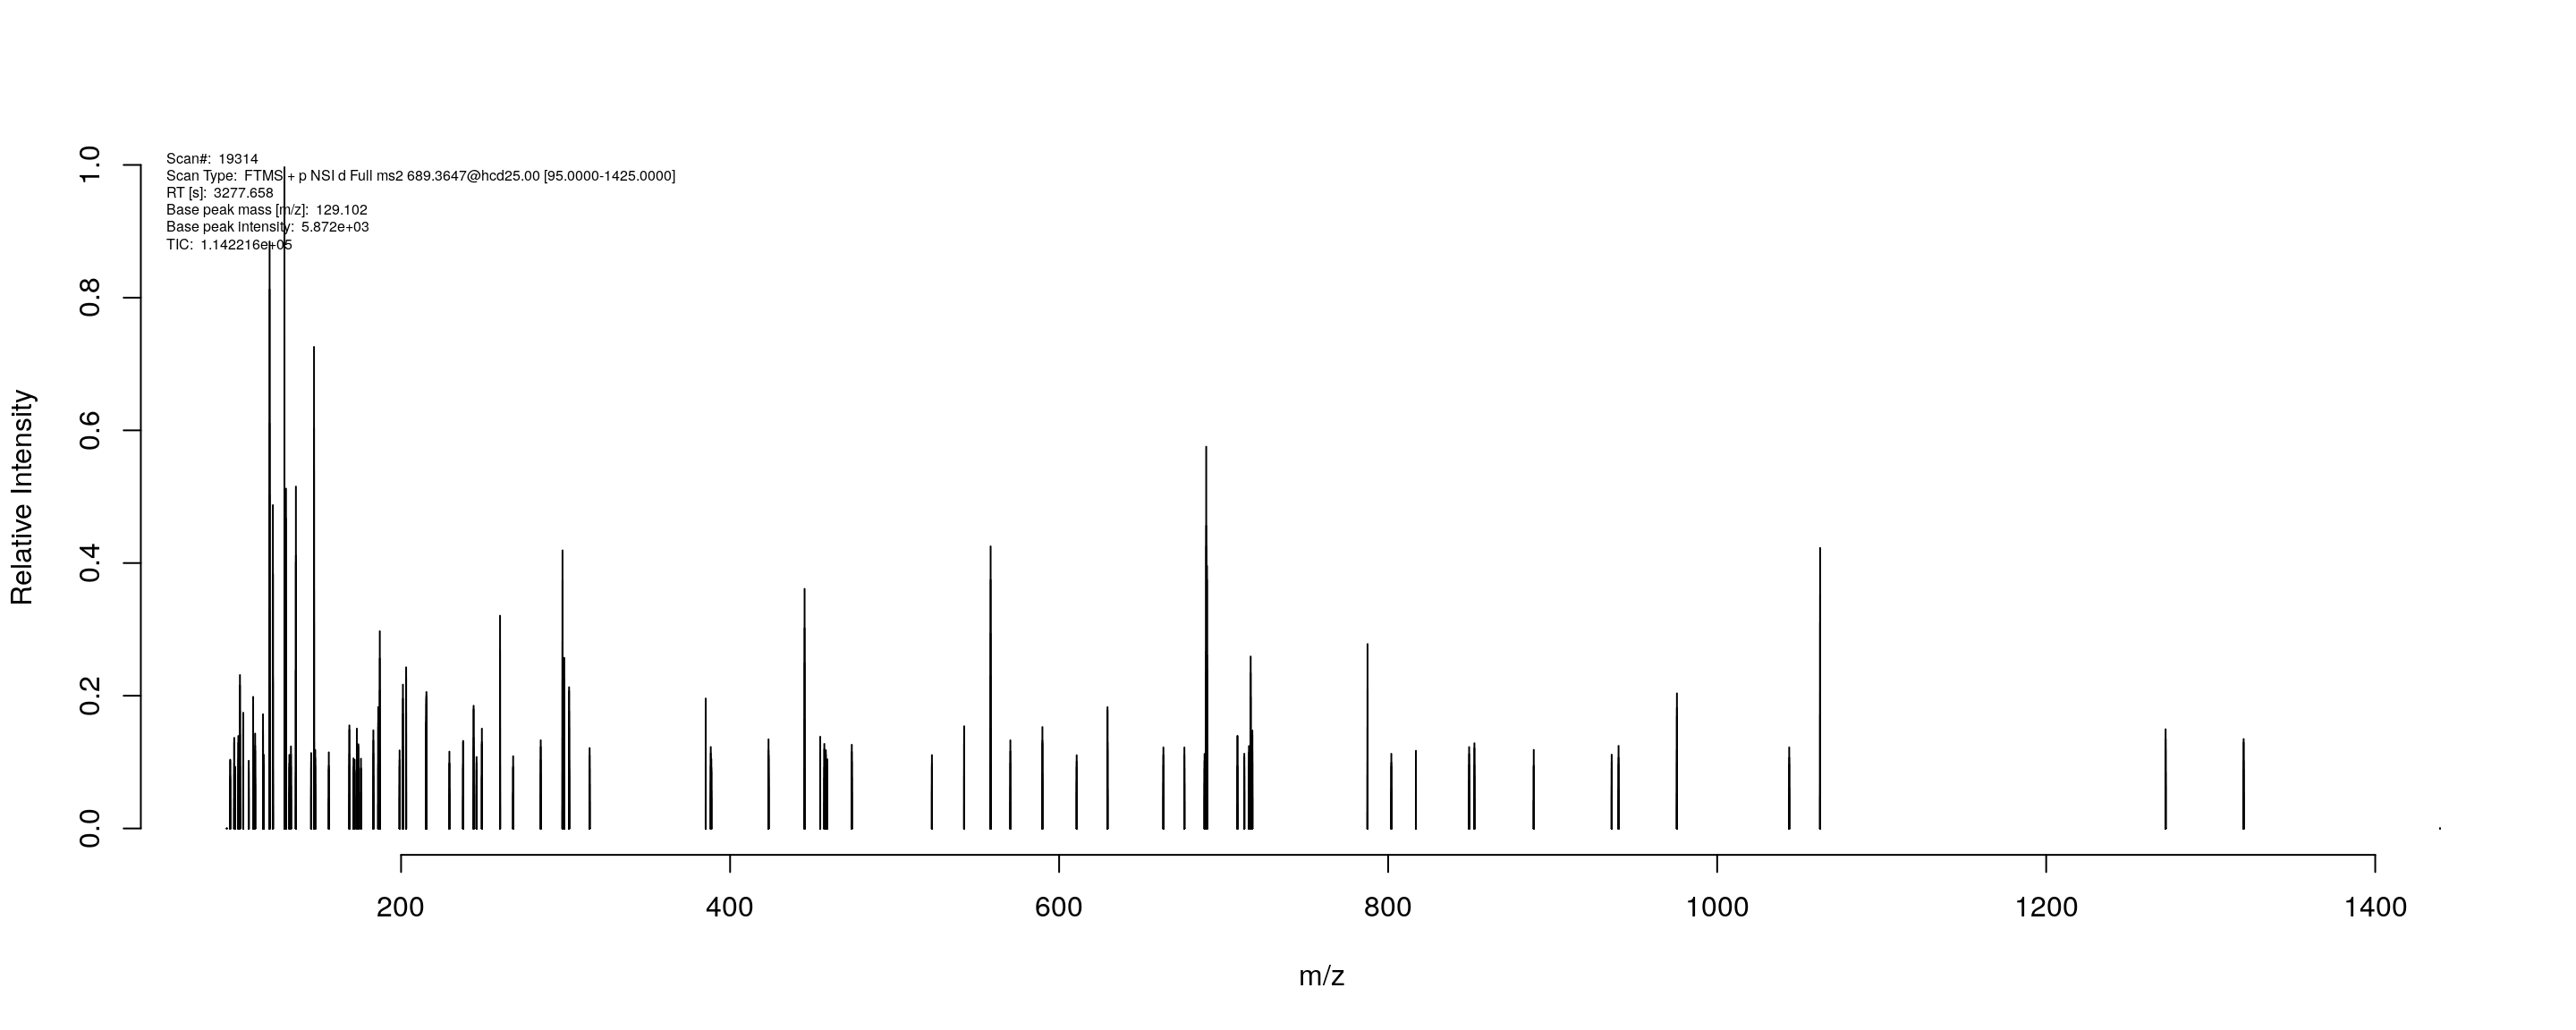 Scan#: 19314
Scan Type: FTMS + p NSI d Full ms2 689.3647@hcd25.00 [95.0000-1425.0000]
RT [s]: 3277.658
Base peak mass [m/z]: 129.102
Base peak intensity: 5.872e+03
TIC: 1.142216e+05
Relative Intensity
1.0
0.8
0.6
0.4
0.2
0.0
200 400 600 800 1000 1200 1400
m/z